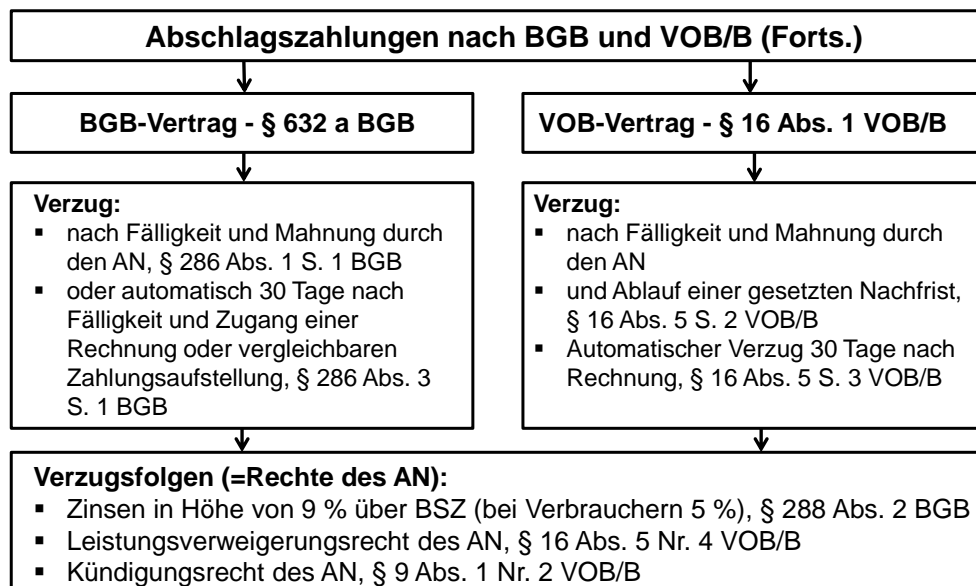 Abschlagszahlungen nach BGB und VOB/B (Forts.)
BGB-Vertrag - § 632 a BGB
Verzug:
▪ nach Fälligkeit und Mahnung durch
den AN, § 286 Abs. 1 S. 1 BGB
▪ oder automatisch 30 Tage nach
Fälligkeit und Zugang einer
Rechnung oder vergleichbaren
Zahlungsaufstellung, § 286 Abs. 3
S. 1 BGB
VOB-Vertrag - § 16 Abs. 1 VOB/B
Verzug:
▪ nach Fälligkeit und Mahnung durch
den AN
▪ und Ablauf einer gesetzten Nachfrist,
§ 16 Abs. 5 S. 2 VOB/B
▪ Automatischer Verzug 30 Tage nach
Rechnung, § 16 Abs. 5 S. 3 VOB/B
Verzugsfolgen (=Rechte des AN):
▪ Zinsen in Höhe von 9 % über BSZ (bei Verbrauchern 5 %), § 288 Abs. 2 BGB
▪ Leistungsverweigerungsrecht des AN, § 16 Abs. 5 Nr. 4 VOB/B
▪ Kündigungsrecht des AN, § 9 Abs. 1 Nr. 2 VOB/B